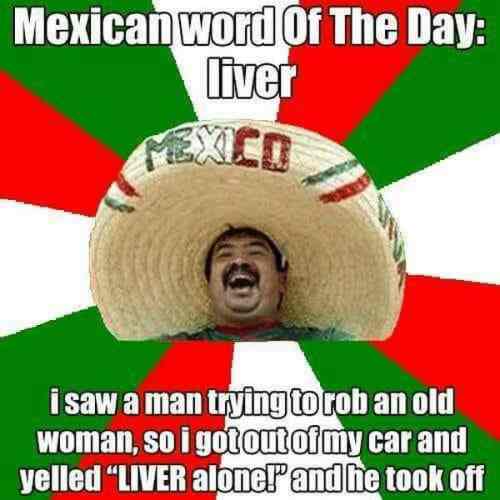 Mexican word Of The Day:
liver
MEXICO
i saw a man trying to rob an old
woman, so i got out of my car and
yelled “LIVER alone!” and he took off